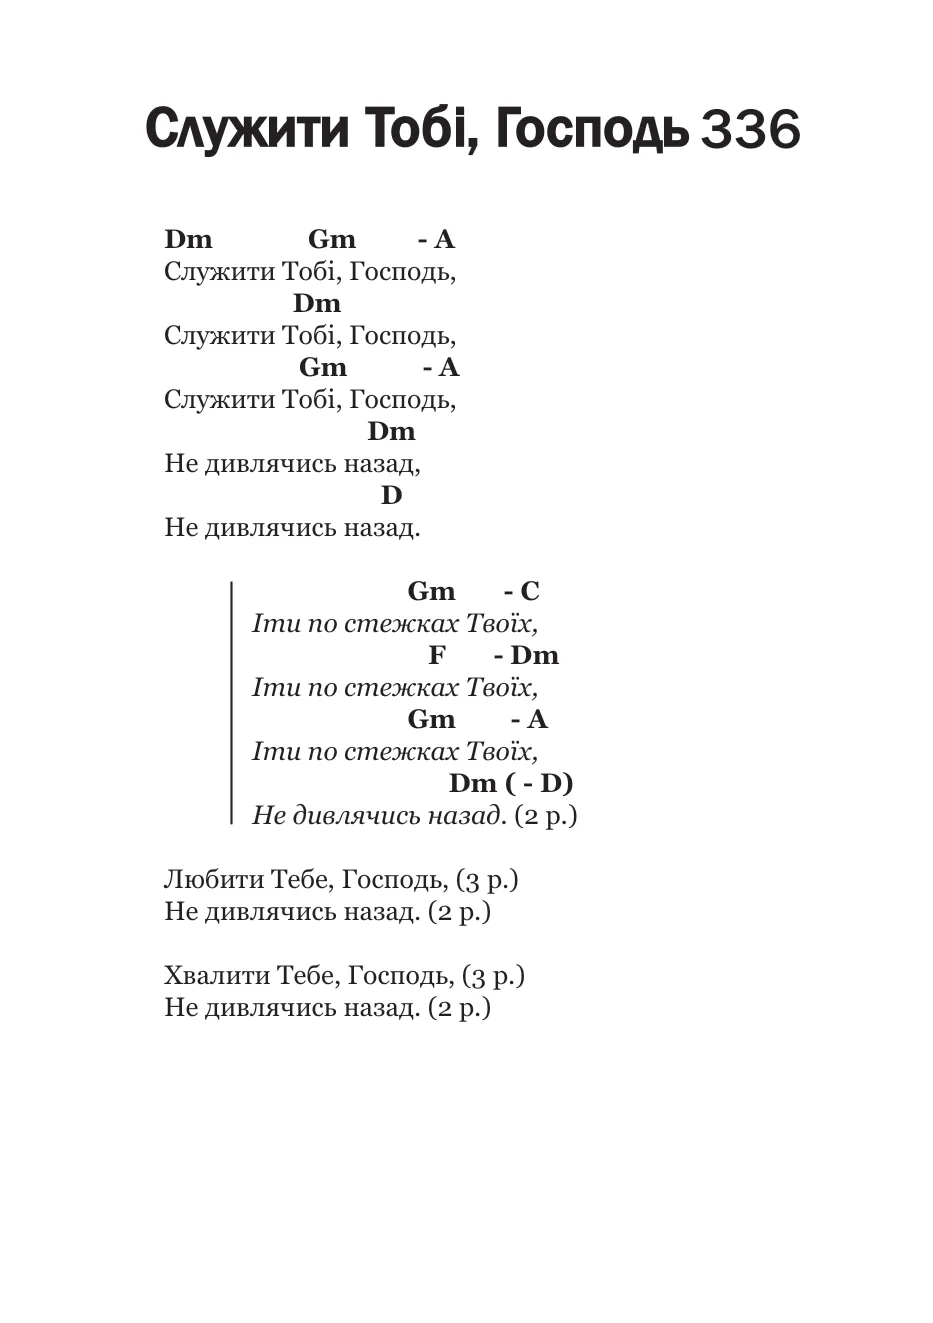 Служити Тобі, Господь 336
Dm Gm - A
Служити Тобі, Господь,
Dm
Служити Тобі, Господь,
Gm - A
Служити Тобі, Господь,
Dm
Не дивлячись назад,
D
Не дивлячись назад.
Gm - C
Іти по стежках Твоїх,
F - Dm
Іти по стежках Твоїх,
Gm - A
Іти по стежках Твоїх,
Dm ( - D)
Не дивлячись назад. (2 р.)
Любити Тебе, Господь, (3 р.)
Не дивлячись назад. (2 р.)
Хвалити Тебе, Господь, (3 р.)
Не дивлячись назад. (2 р.)